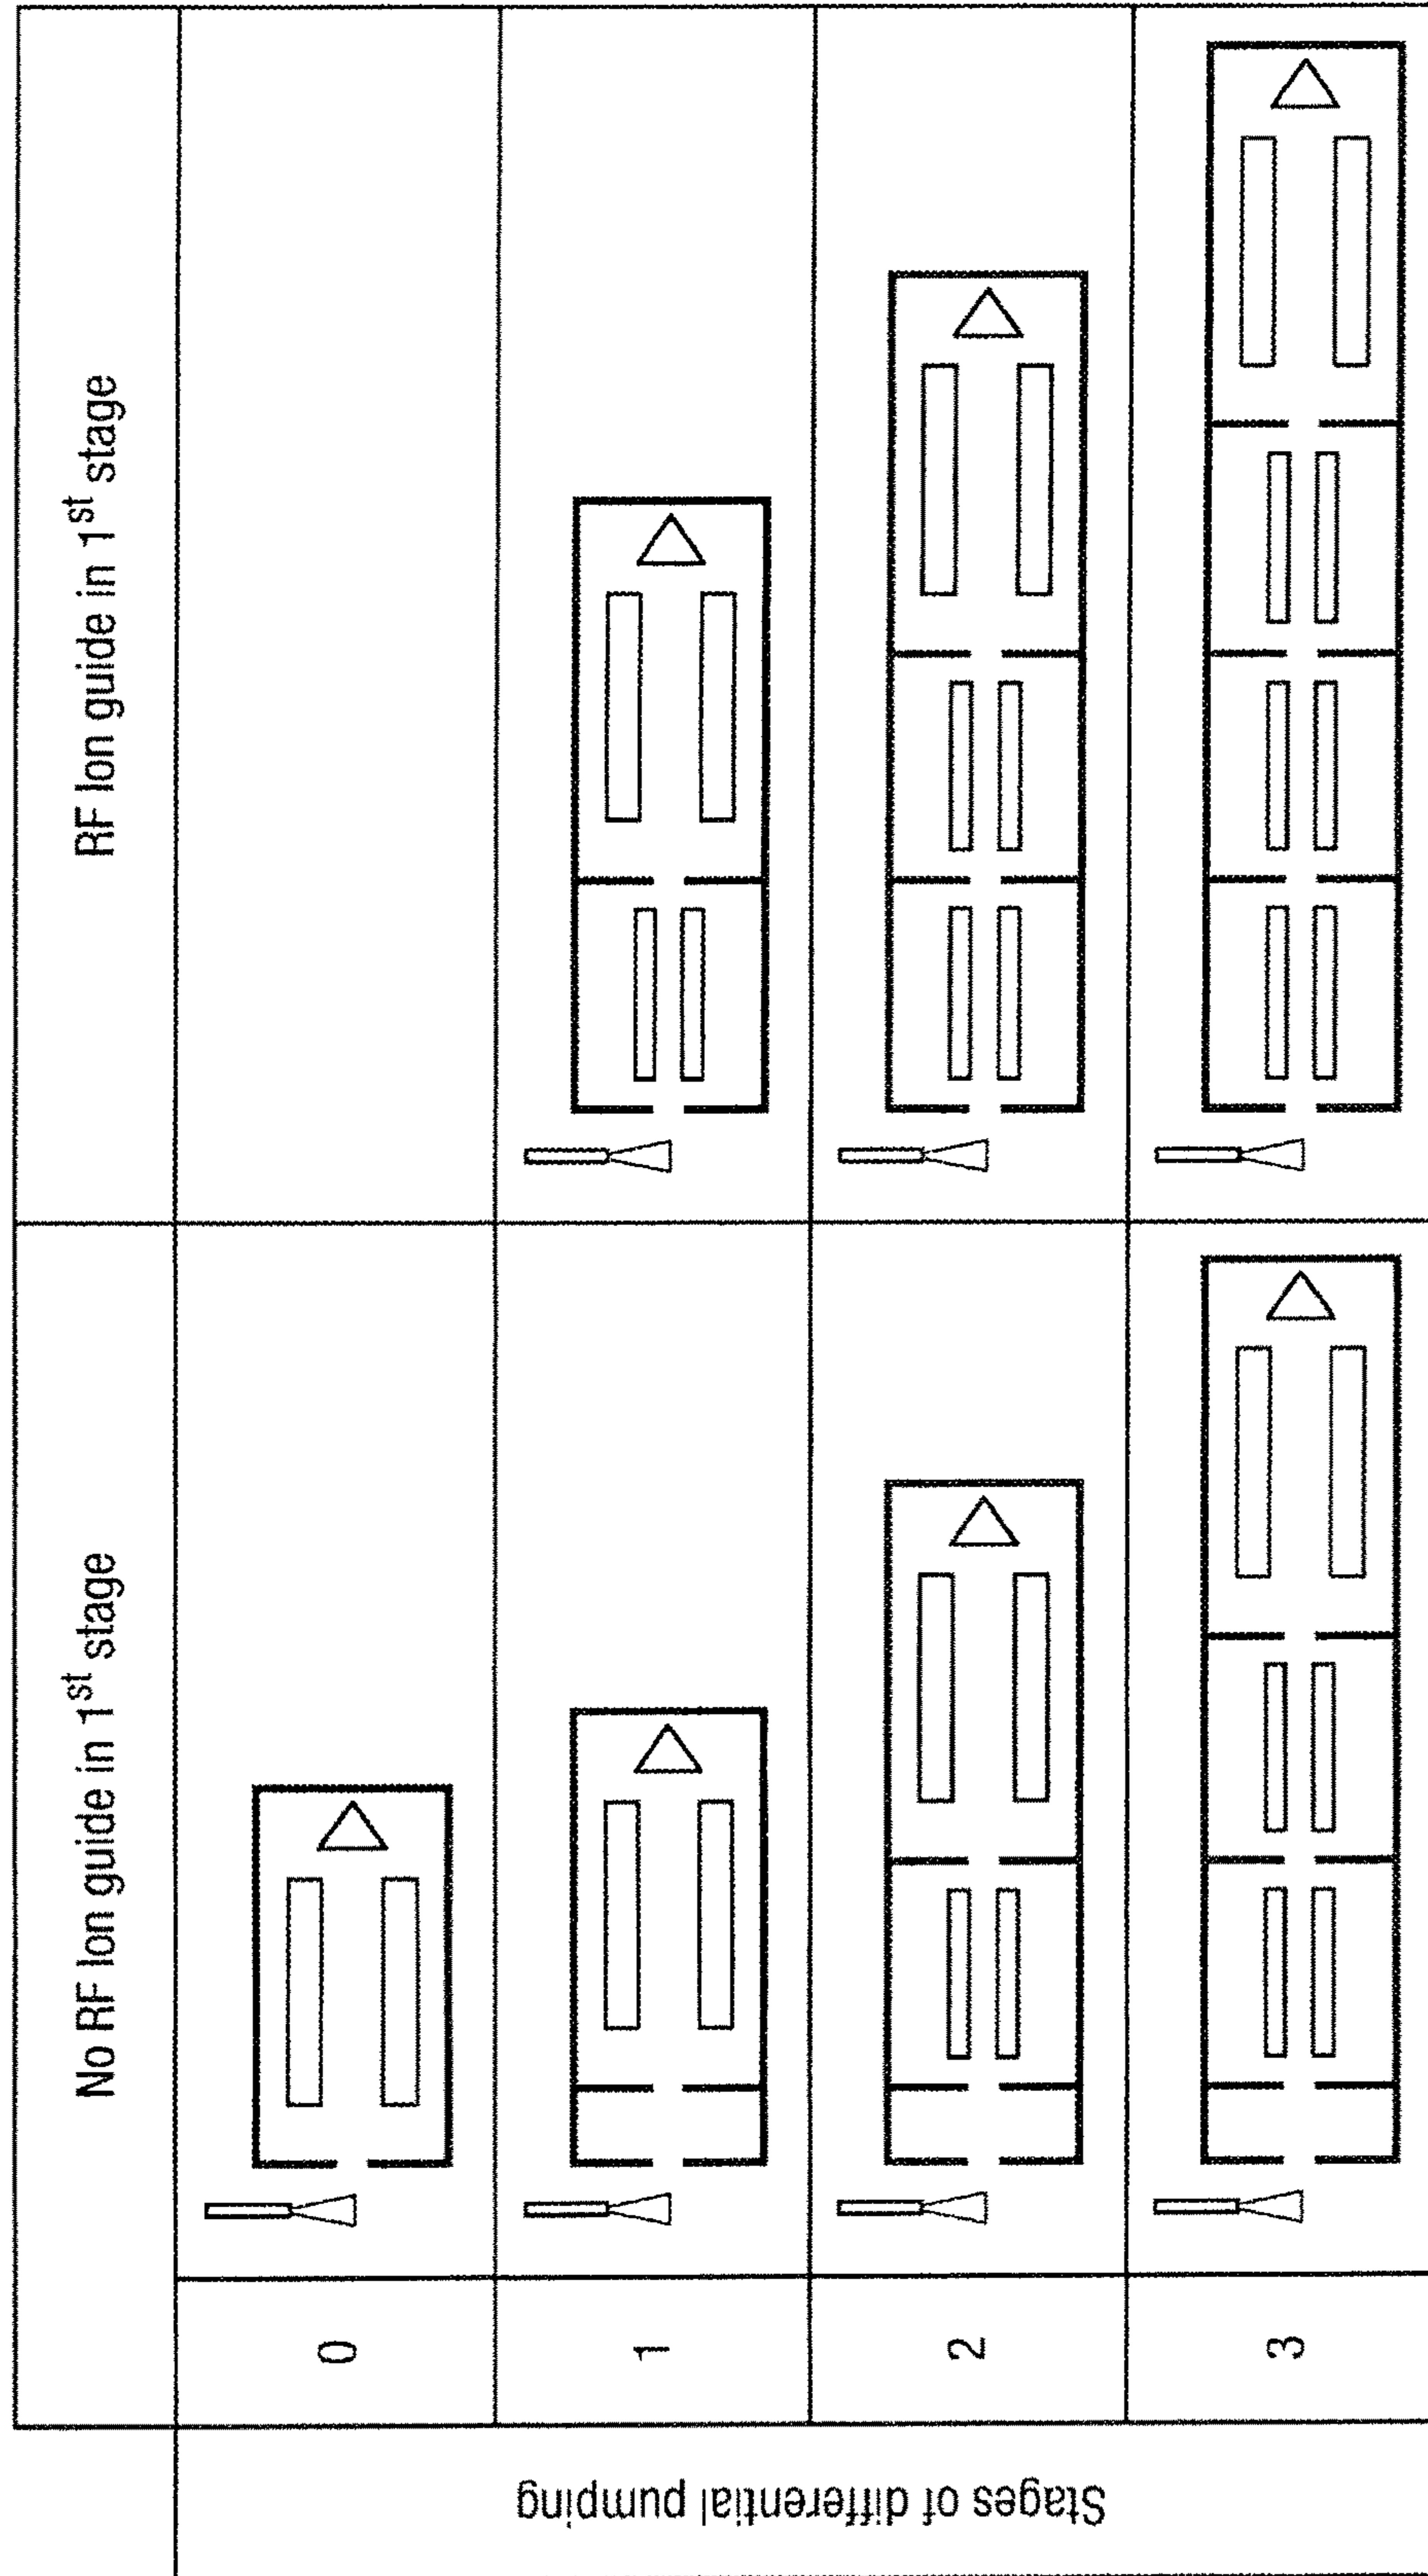 No RF Ion guide in 1st stage
RF Ion guide in 1st stage
Stages of differential pumping
0
1
2
3